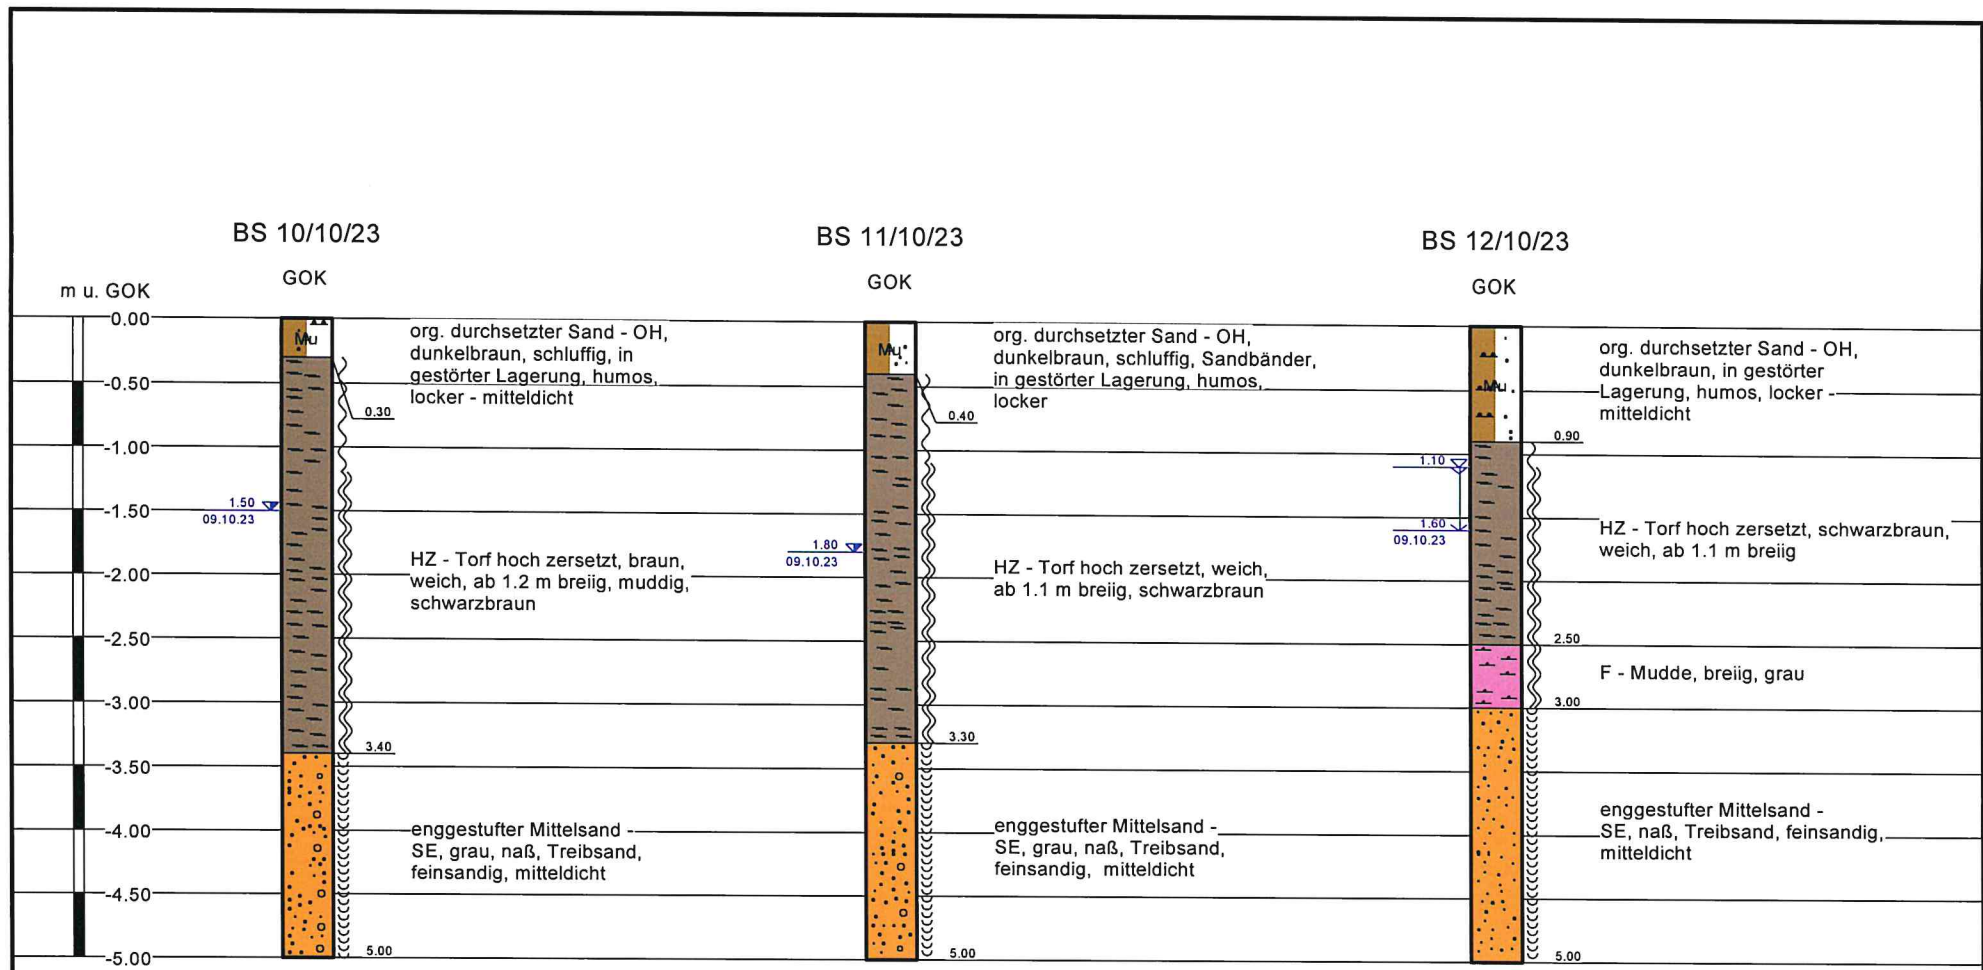 BS 10/10/23
BS 11/10/23
BS 12/10/23
GOK
GOK
GOK
m u. GOK
0.00
-0.50
-1.00
-1.50
-2.00
-2.50
-3.00
-3.50
-4.00
-4.50
-5.00
Mu
org. durchsetzter Sand - OH,
dunkelbraun, schluffig, in
gestörter Lagerung, humos,
locker - mitteldicht
0.30
1.50
09.10.23
HZ - Torf hoch zersetzt, braun,
weich, ab 1.2 m breiig, muddig,
schwarzbraun
3.40
enggestufter Mittelsand -
SE, grau, naß, Treibsand,
feinsandig, mitteldicht
5.00
Mu
org. durchsetzter Sand - OH,
dunkelbraun, schluffig, Sandbänder,
in gestörter Lagerung, humos,
locker
0.40
1.80
09.10.23
HZ - Torf hoch zersetzt, weich,
ab 1.1 m breiig, schwarzbraun
3.30
enggestufter Mittelsand -
SE, grau, naß, Treibsand,
feinsandig, mitteldicht
5.00
Mu
org. durchsetzter Sand - OH,
dunkelbraun, in gestörter
Lagerung, humos, locker -
mitteldicht
0.90
1.10
1.60
09.10.23
HZ - Torf hoch zersetzt, schwarzbraun,
weich, ab 1.1 m breiig
2.50
F - Mudde, breiig, grau
3.00
enggestufter Mittelsand -
SE, naß, Treibsand, feinsandig,
mitteldicht
5.00